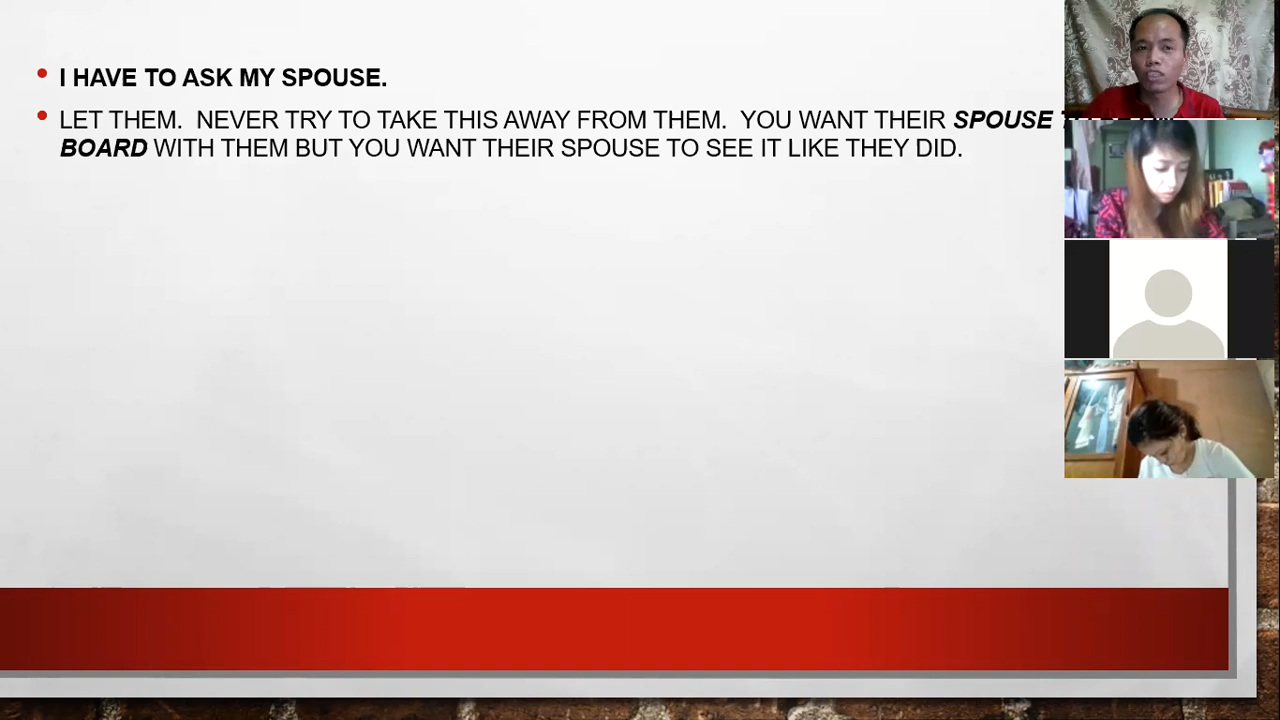 I HAVE TO ASK MY SPOUSE.
LET THEM. NEVER TRY TO TAKE THIS AWAY FROM THEM. YOU WANT THEIR SPOUSE
BOARD WITH THEM BUT YOU WANT THEIR SPOUSE TO SEE IT LIKE THEY DID.